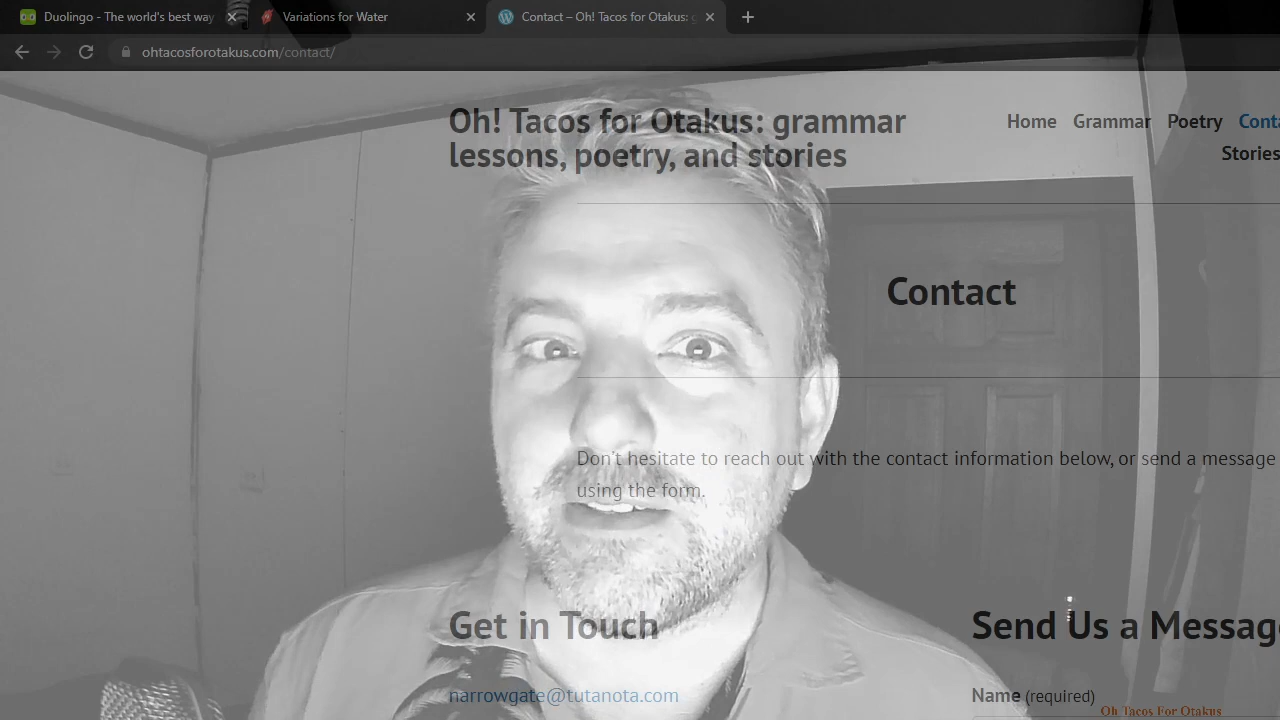 Duolingo - The world's best way
Variations for Water
Contact – Oh! Tacos for Otakus: g
ohtacosforotakus.com/contact/
Oh! Tacos for Otakus: grammar
lessons, poetry, and stories
Home Grammar Poetry Conta
Stories
Contact
Don't hesitate to reach out with the contact information below, or send a message
using the form.
Get in Touch
narrowgate@tutanota.com
Send Us a Messag
Name (required)
Oh Tacos For Otakus